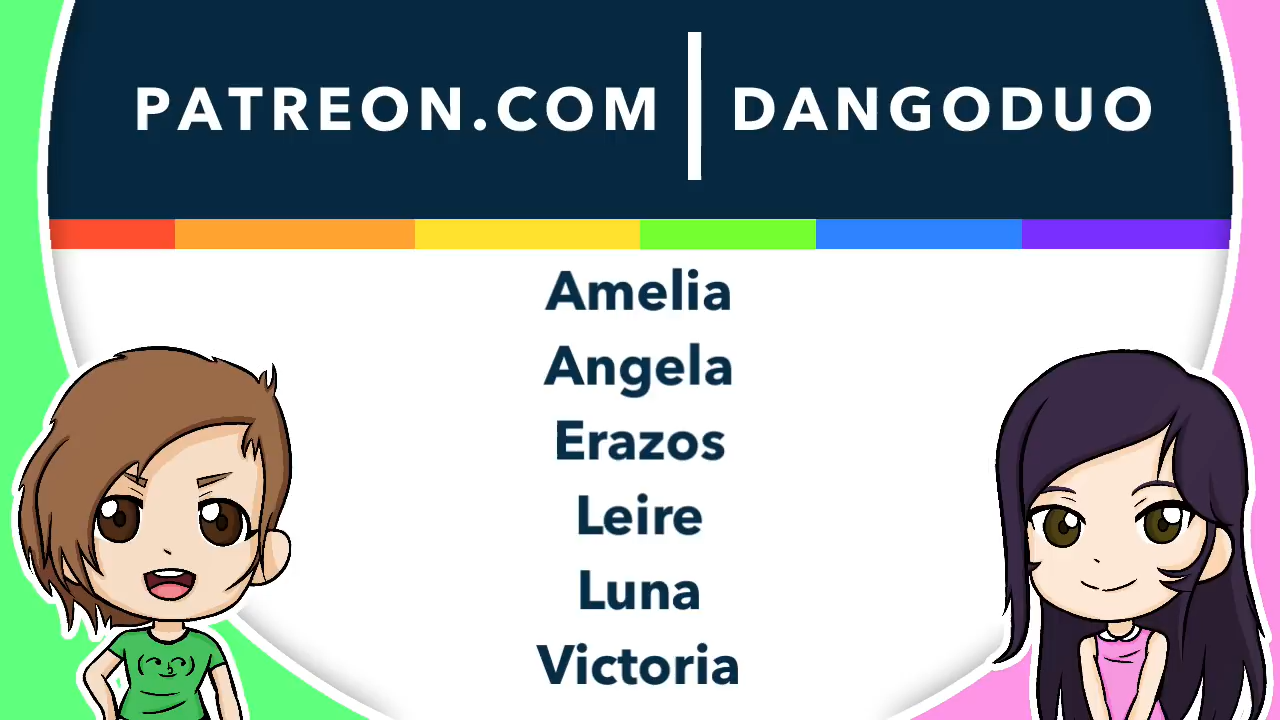 PATREON.COM | DANGODUO
Amelia
Angela
Erazos
Leire
Luna
Victoria